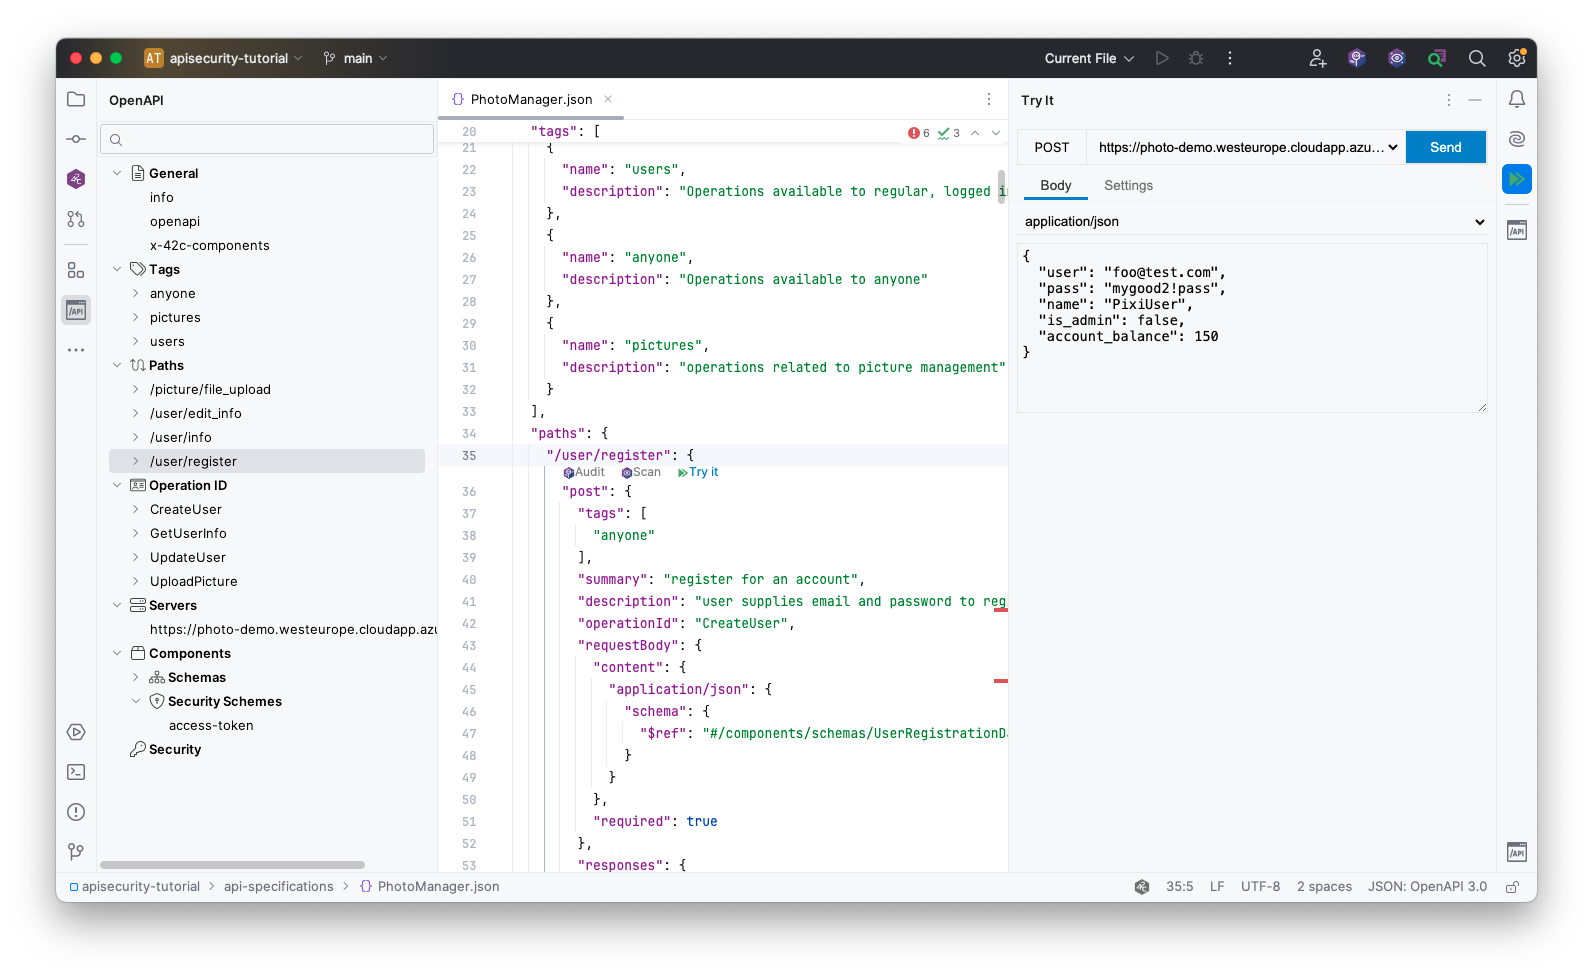 AT apisecurity-tutorial main Current File
OpenAPI
General
info
openapi
x-42c-components
Tags
anyone
pictures
users
Paths
/picture/file_upload
/user/edit_info
/user/info
/user/register
Operation ID
CreateUser
GetUserInfo
UpdateUser
UploadPicture
Servers
https://photo-demo.westeurope.cloudapp.azu
Components
Schemas
Security Schemes
access-token
Security
{} PhotoManager.json
6 3
20 "tags": [
21 {
22 "name": "users",
23 "description": "Operations available to regular, logged in
24 },
25 {
26 "name": "anyone",
27 "description": "Operations available to anyone"
28 },
29 {
30 "name": "pictures",
31 "description": "operations related to picture management"
32 }
33 ],
34 "paths": {
35 "/user/register": {
Audit Scan Try it
36 "post": {
37 "tags": [
38 "anyone"
39 ],
40 "summary": "register for an account",
41 "description": "user supplies email and password to reg
42 "operationId": "CreateUser",
43 "requestBody": {
44 "content": {
45 "application/json": {
46 "schema": {
47 "$ref": "#/components/schemas/UserRegistrationDa
48 }
49 }
50 },
51 "required": true
52 },
53 "responses": {
Try It
POST https://photo-demo.westeurope.cloudapp.azu... Send
Body Settings
application/json
{
"user": "foo@test.com",
"pass": "mygood2!pass",
"name": "PixiUser",
"is_admin": false,
"account_balance": 150
}
/API
/API
/API
apisecurity-tutorial > api-specifications > {} PhotoManager.json 35:5 LF UTF-8 2 spaces JSON: OpenAPI 3.0